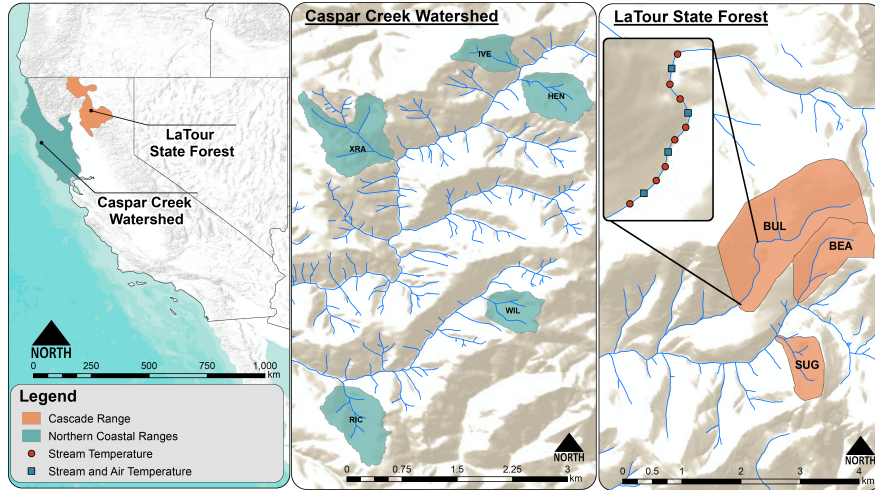 LaTour
State Forest
Caspar Creek
Watershed
NORTH
0 250 500 750 1,000
km
Legend
Cascade Range
Northern Coastal Ranges
Stream Temperature
Stream and Air Temperature
Caspar Creek Watershed
IVE
HEN
XRA
WIL
RIC
NORTH
0 0.75 1.5 2.25 3
km
LaTour State Forest
BUL
BEA
SUG
NORTH
0 0.5 1 2 3 4
km